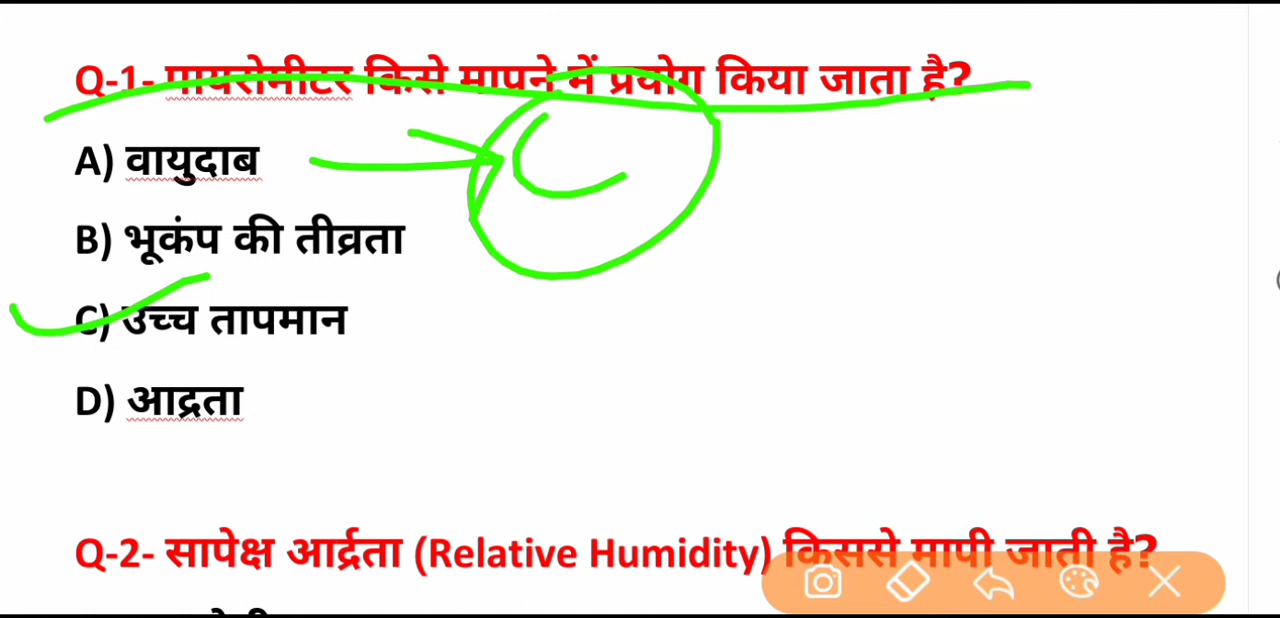 Q-1- पायरोमीटर किसे मापने में प्रयोग किया जाता है?
A) वायुदाब
B) भूकंप की तीव्रता
C) उच्च तापमान
D) आद्रता
Q-2- सापेक्ष आर्द्रता (Relative Humidity) किससे मापी जाती है?